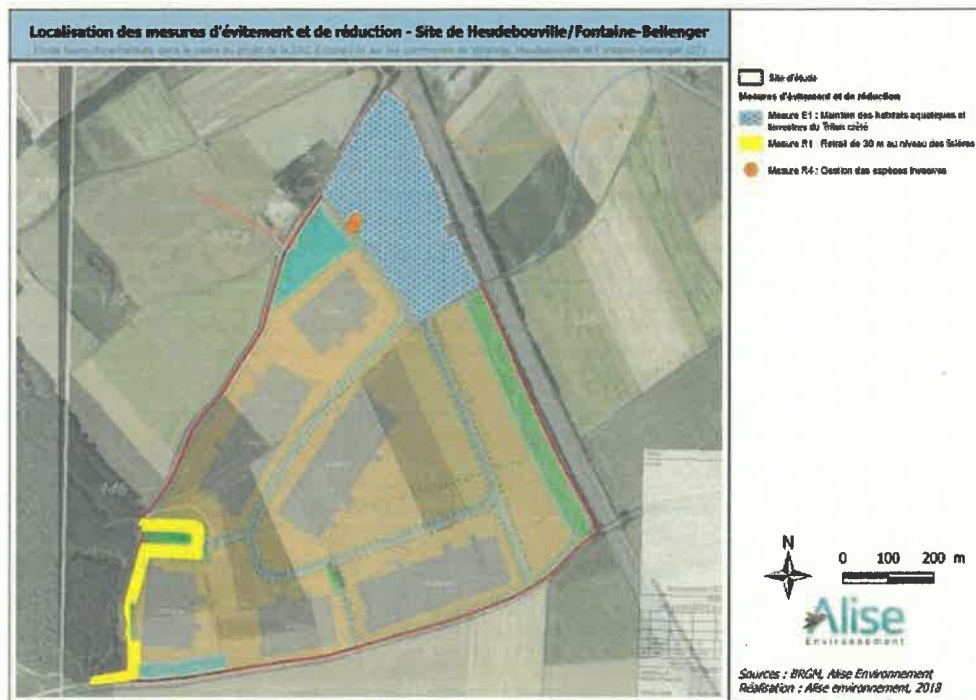 Localisation des mesures d'évitement et de réduction - Site de Heudebouville/Fontaine-Bellenger
Site d'étude
Mesures d'évitement et de réduction
Mesure E1 : Maintien des habitats aquatiques et
terrestres du Triton crêté
Mesure R1 : Retrait de 30 m au niveau des lisières
Mesure R4 : Gestion des espèces invasives
N
0 100 200 m
Alise
Environnement
Sources : BRGM, Alise Environnement
Réalisation : Alise environnement, 2018